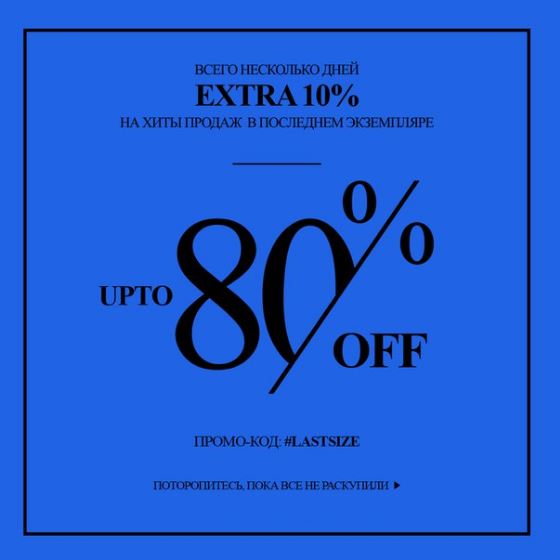 ВСЕГО НЕСКОЛЬКО ДНЕЙ
EXTRA 10%
НА ХИТЫ ПРОДАЖ В ПОСЛЕДНЕМ ЭКЗЕМПЛЯРЕ
UPTO 80% OFF
ПРОМО-КОД: #LASTSIZE
ПОТОРОПИТЕСЬ, ПОКА ВСЕ НЕ РАСКУПИЛИ